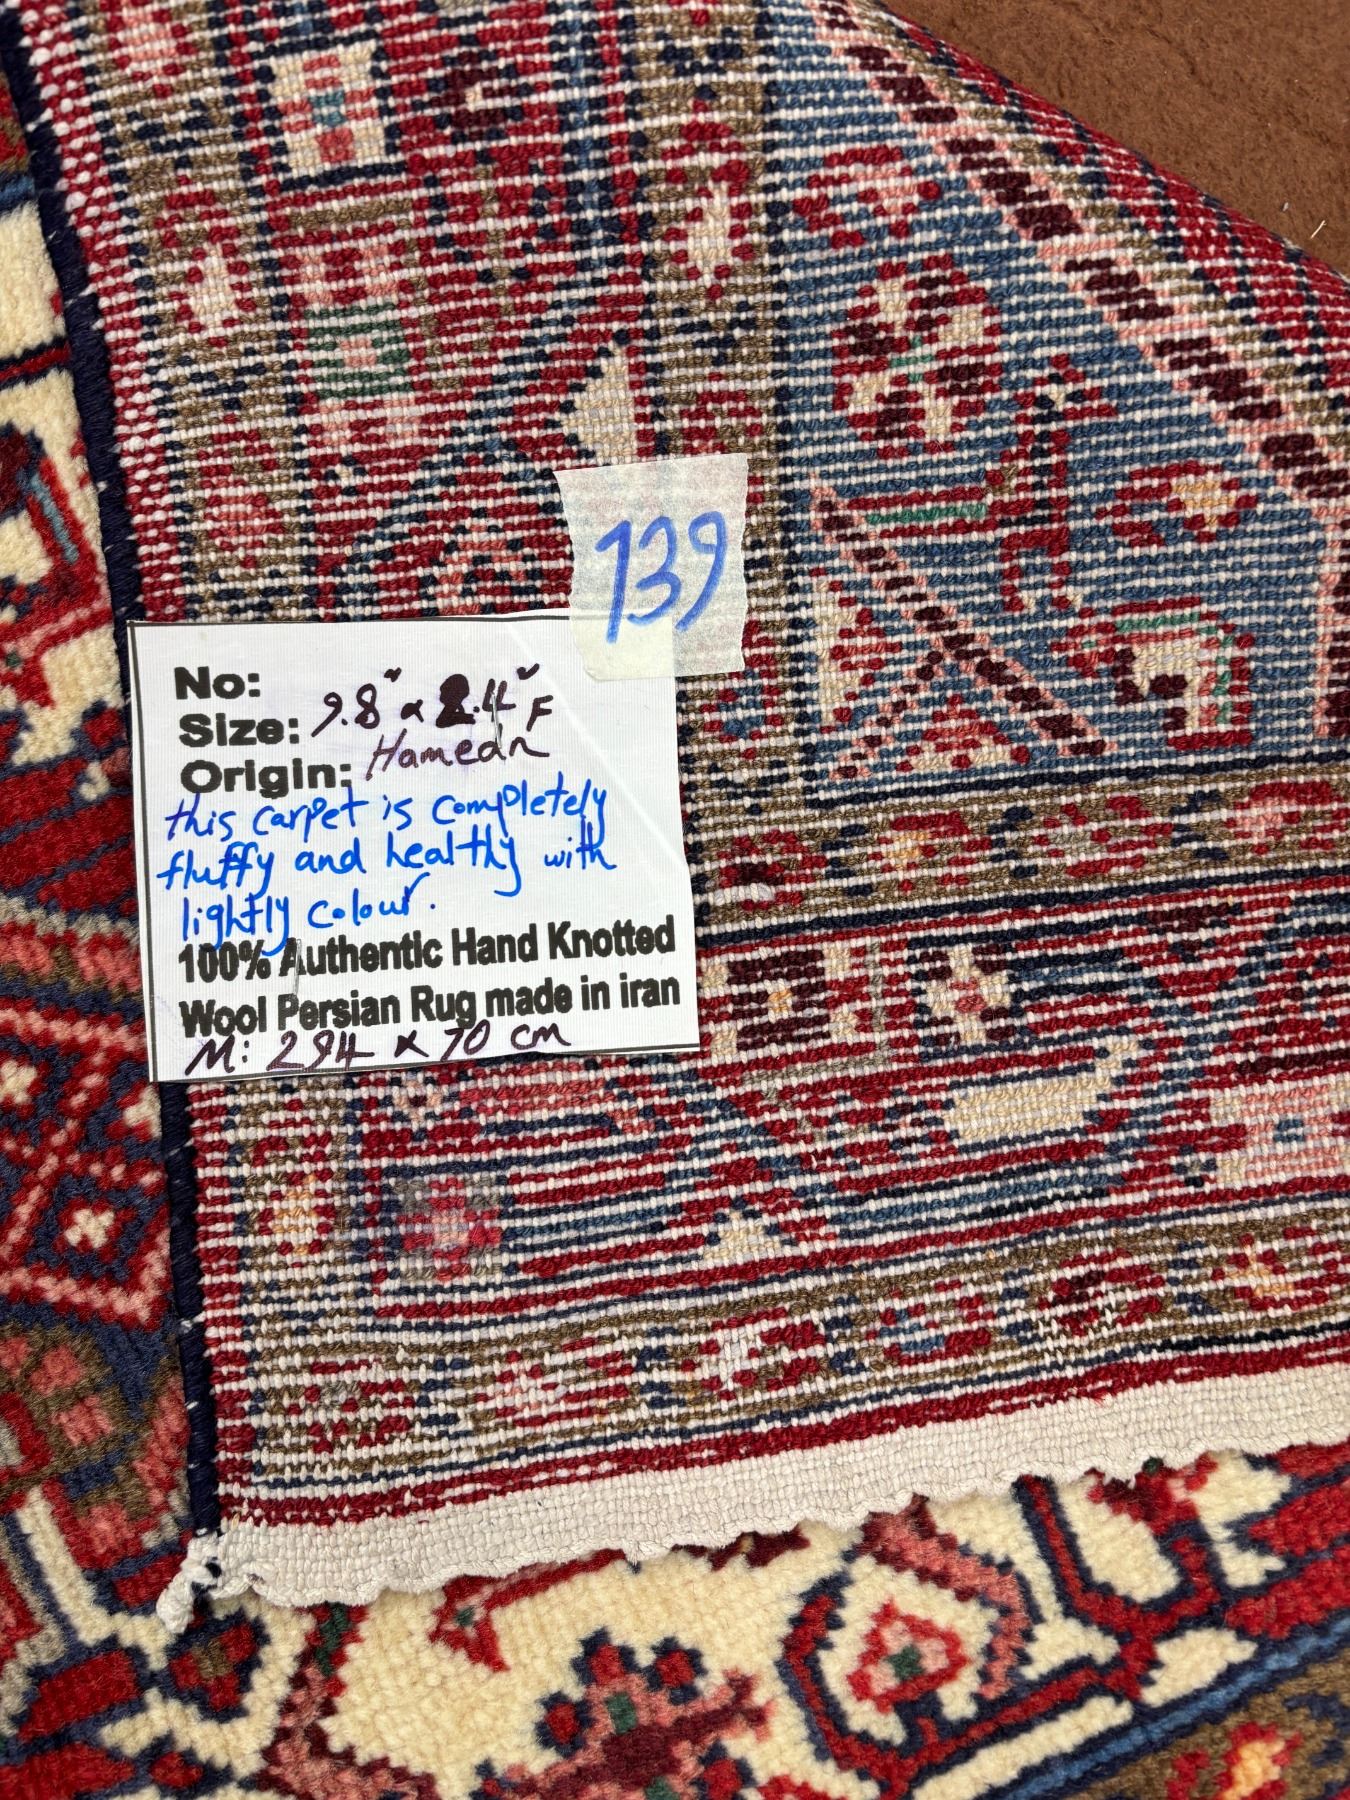 739
No:
Size: 9.8" x 2.4" F
Origin: Hamedn
this carpet is completely
fluffy and healthy with
lightly colour.
100% Authentic Hand Knotted
Wool Persian Rug made in iran
M: 294 x 70 cm